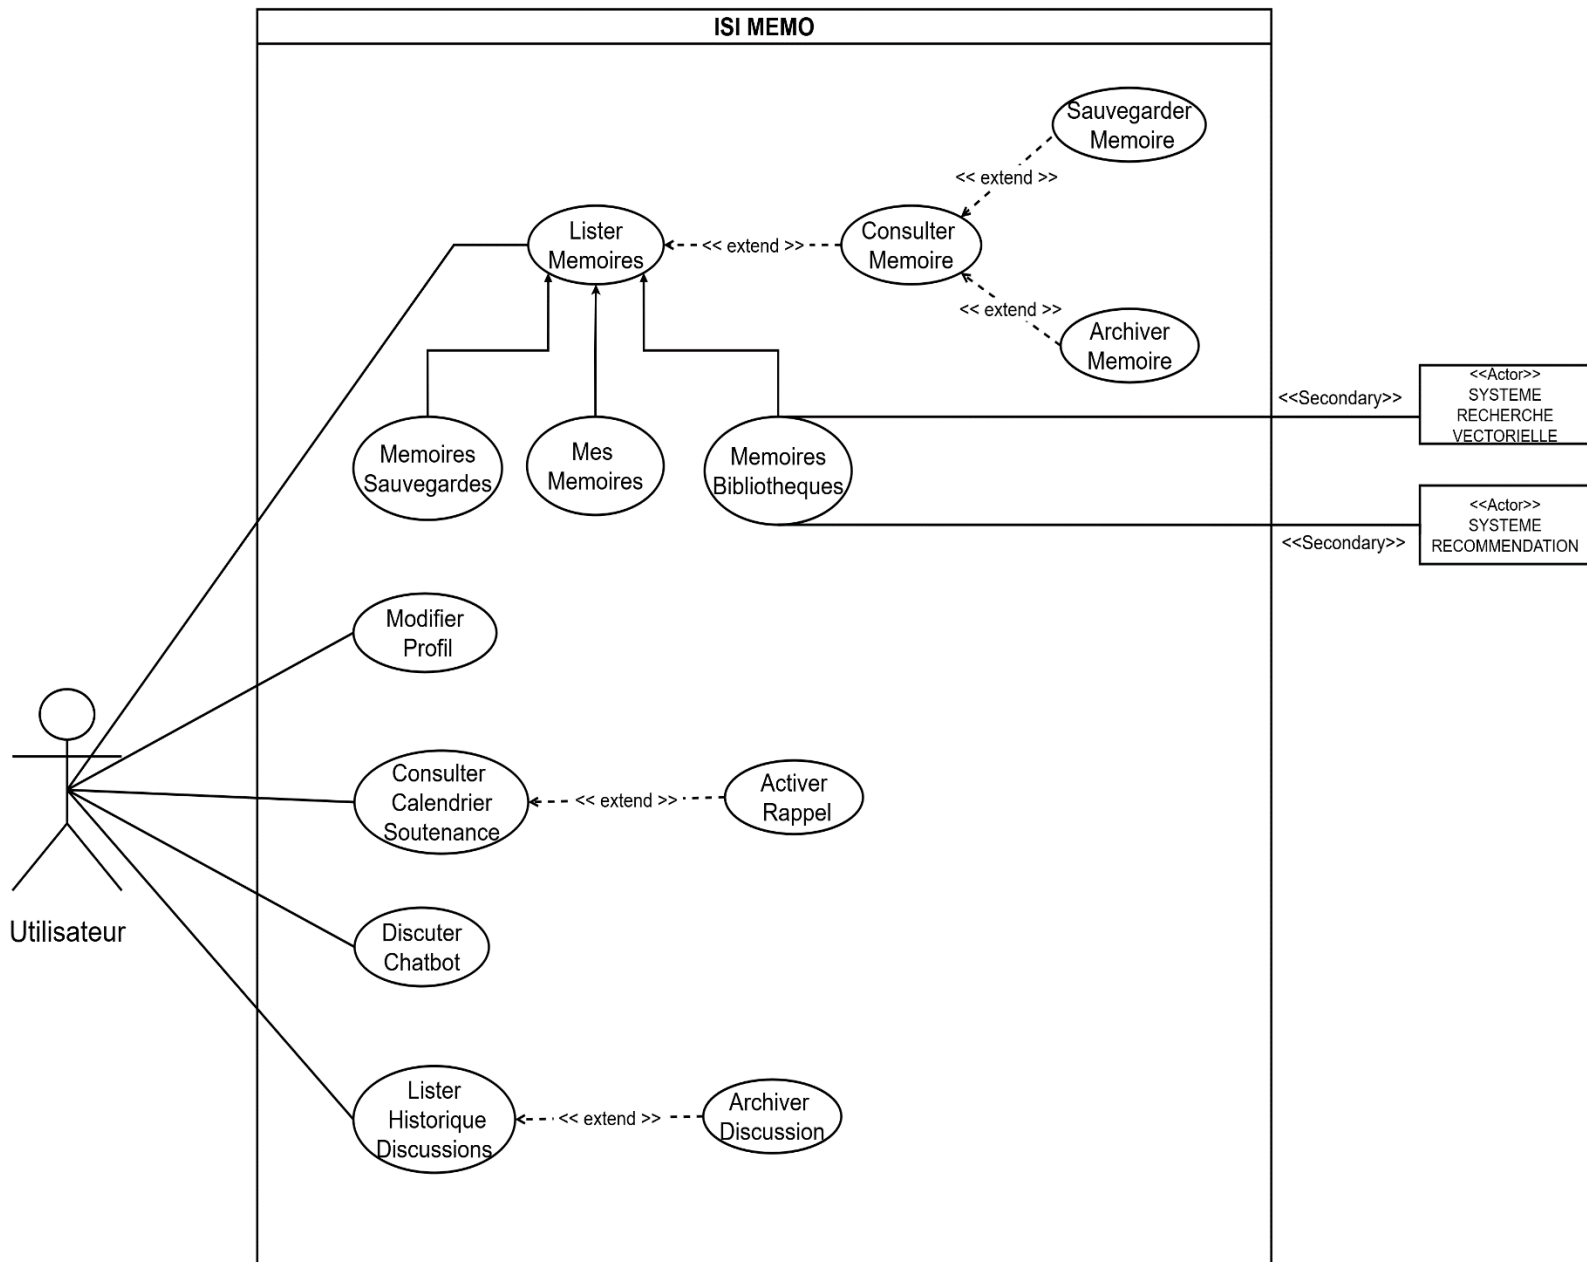 ISI MEMO
Sauvegarder
Memoire
<< extend >>
Lister
Memoires
<< extend >>
Consulter
Memoire
<< extend >>
Archiver
Memoire
<<Secondary>>
<<Actor>>
SYSTEME
RECHERCHE
VECTORIELLE
Memoires
Sauvegardes
Mes
Memoires
Memoires
Bibliotheques
<<Secondary>>
<<Actor>>
SYSTEME
RECOMMENDATION
Modifier
Profil
Consulter
Calendrier
Soutenance
<< extend >>
Activer
Rappel
Utilisateur
Discuter
Chatbot
Lister
Historique
Discussions
<< extend >>
Archiver
Discussion